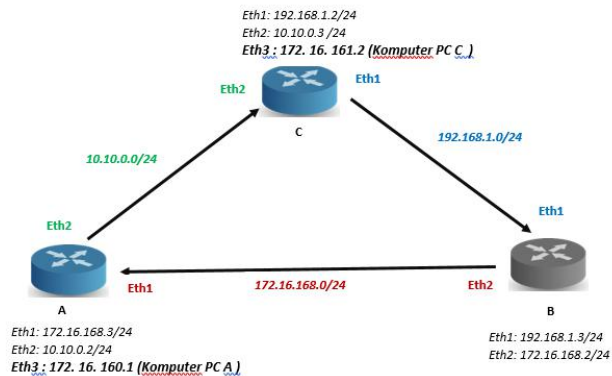 Eth1: 192.168.1.2/24
Eth2: 10.10.0.3 /24
Eth3 : 172. 16. 161.2 (Komputer PC C )
Eth2
Eth1
C
10.10.0.0/24
192.168.1.0/24
Eth2
Eth1
A
Eth1
172.16.168.0/24
Eth2
B
Eth1: 172.16.168.3/24
Eth2: 10.10.0.2/24
Eth3 : 172. 16. 160.1 (Komputer PC A )
Eth1: 192.168.1.3/24
Eth2: 172.16.168.2/24